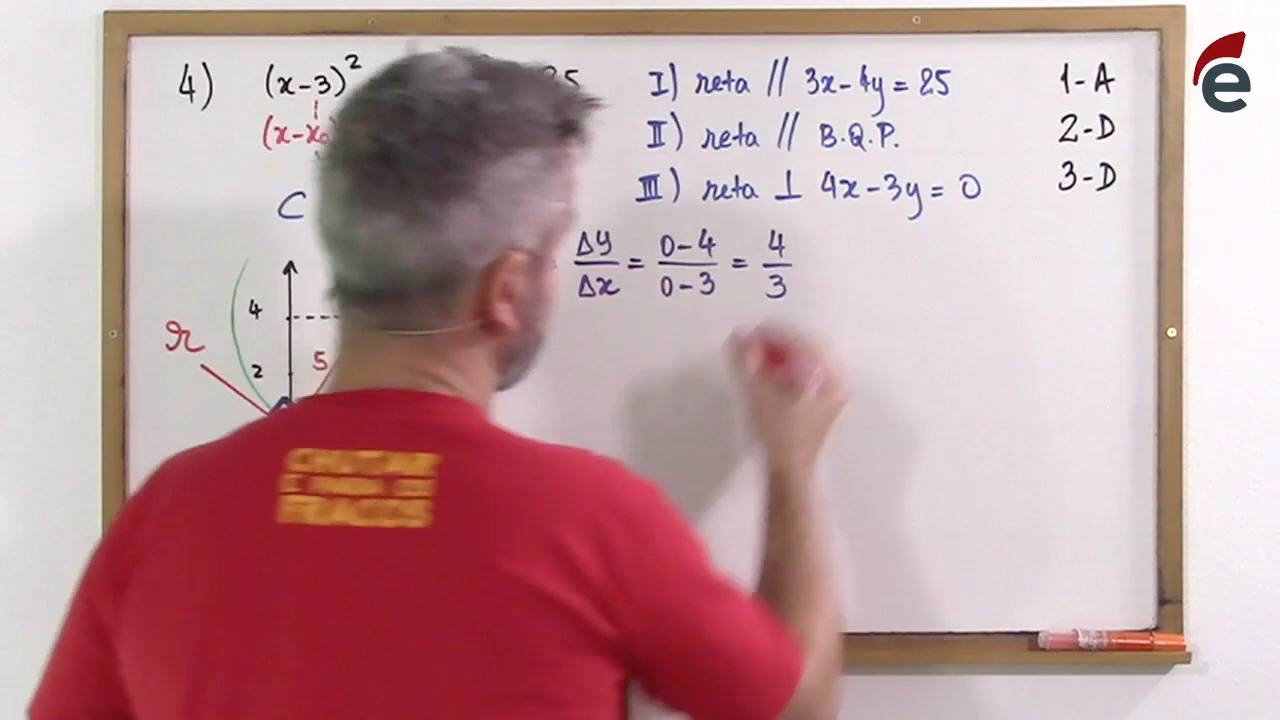 4) (x-3)²
(x-x₀
C
I) reta // 3x-4y=25
II) reta // B.Q.P.
III) reta ⊥ 4x-3y=0
1-A
2-D
3-D
Δy/Δx = 0-4/0-3 = 4/3
4
2
5
r
e